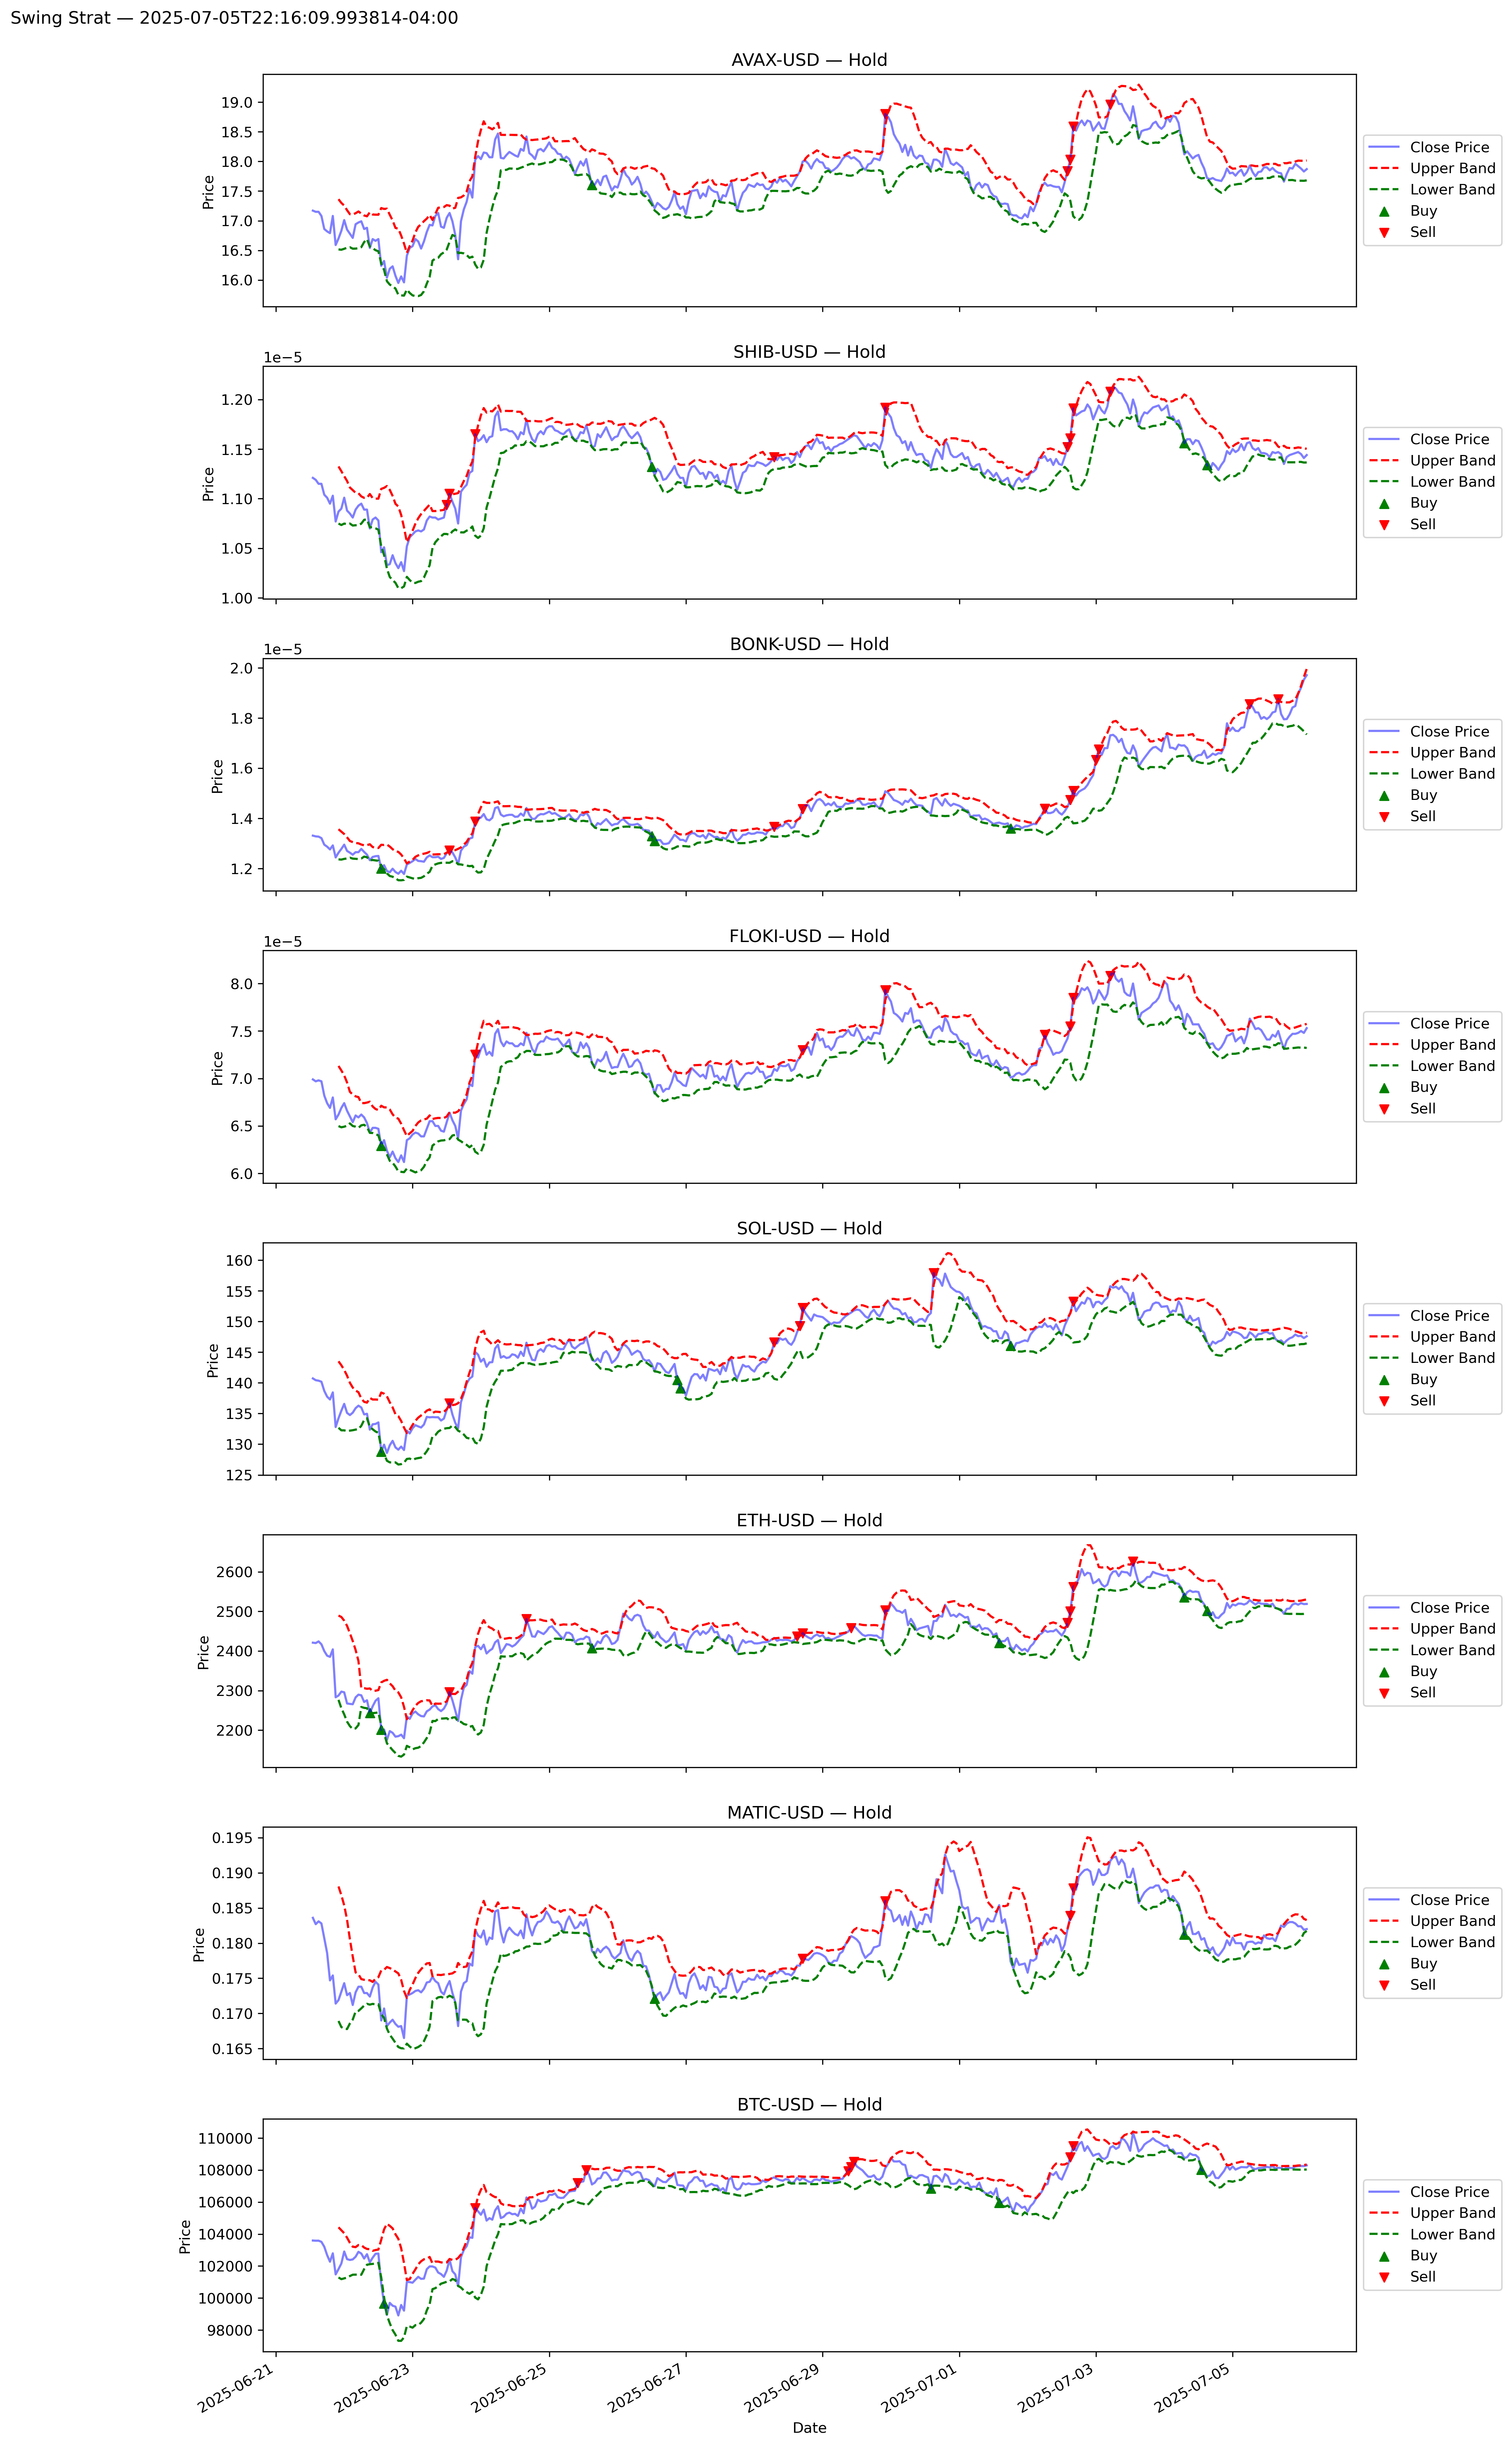 Swing Strat — 2025-07-05T22:16:09.993814-04:00
AVAX-USD — Hold
19.0
18.5
18.0
17.5
17.0
16.5
16.0
Price
Close Price
Upper Band
Lower Band
Buy
Sell
SHIB-USD — Hold
1e−5
1.20
1.15
1.10
1.05
1.00
Price
Close Price
Upper Band
Lower Band
Buy
Sell
BONK-USD — Hold
1e−5
2.0
1.8
1.6
1.4
1.2
Price
Close Price
Upper Band
Lower Band
Buy
Sell
FLOKI-USD — Hold
1e−5
8.0
7.5
7.0
6.5
6.0
Price
Close Price
Upper Band
Lower Band
Buy
Sell
SOL-USD — Hold
160
155
150
145
140
135
130
125
Price
Close Price
Upper Band
Lower Band
Buy
Sell
ETH-USD — Hold
2600
2500
2400
2300
2200
Price
Close Price
Upper Band
Lower Band
Buy
Sell
MATIC-USD — Hold
0.195
0.190
0.185
0.180
0.175
0.170
0.165
Price
Close Price
Upper Band
Lower Band
Buy
Sell
BTC-USD — Hold
110000
108000
106000
104000
102000
100000
98000
Price
Close Price
Upper Band
Lower Band
Buy
Sell
2025-06-21
2025-06-23
2025-06-25
2025-06-27
2025-06-29
2025-07-01
2025-07-03
2025-07-05
Date